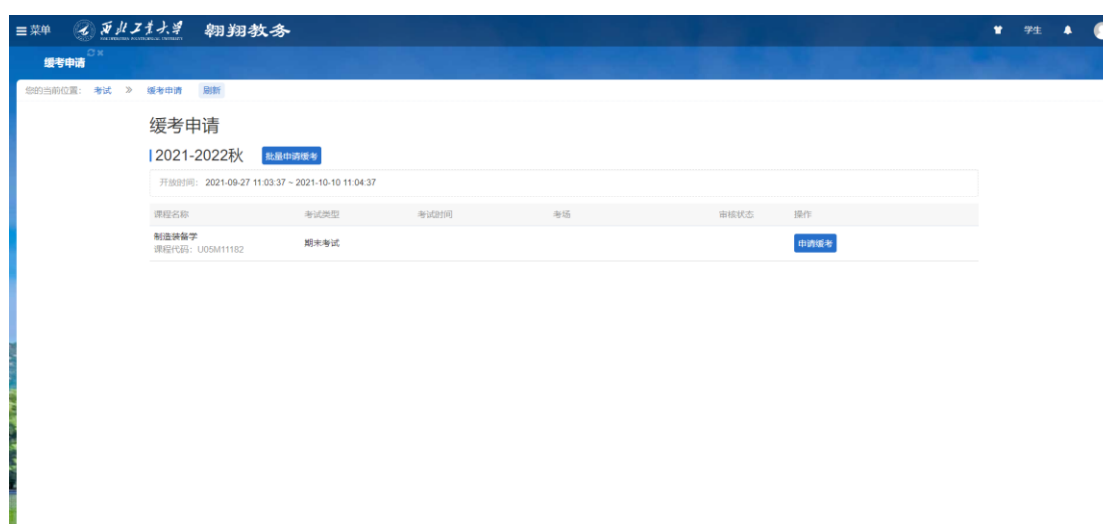 菜单 西北工业大学 翱翔教务 学生
缓考申请
您的当前位置： 考试 » 缓考申请 刷新
缓考申请
2021-2022秋 批量申请缓考
开放时间： 2021-09-27 11:03:37 ~ 2021-10-10 11:04:37
课程名称 考试类型 考试时间 考场 审核状态 操作
制造装备学 期末考试 申请缓考
课程代码：U05M11182